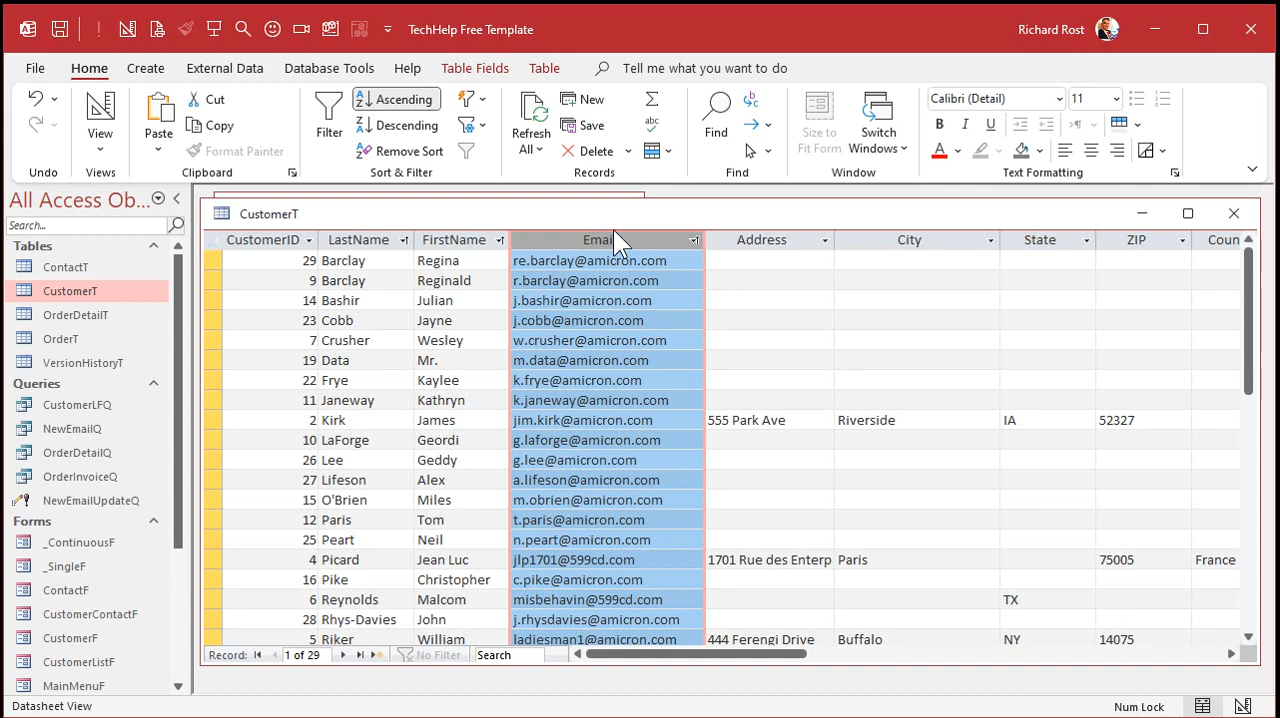 TechHelp Free Template
Richard Rost
File Home Create External Data Database Tools Help Table Fields Table Tell me what you want to do
Undo
View
Views
Paste
Cut
Copy
Format Painter
Clipboard
Filter
Ascending
Descending
Remove Sort
Sort & Filter
Refresh
All
New
Save
Delete
Records
Find
Find
Size to
Fit Form
Switch
Windows
Window
Calibri (Detail) 11
B I U
Text Formatting
All Access Ob...
Search...
Tables
ContactT
CustomerT
OrderDetailT
OrderT
VersionHistoryT
Queries
CustomerLFQ
NewEmailQ
OrderDetailQ
OrderInvoiceQ
NewEmailUpdateQ
Forms
_ContinuousF
_SingleF
ContactF
CustomerContactF
CustomerF
CustomerListF
MainMenuF
CustomerT
CustomerID LastName FirstName Email Address City State ZIP Coun
29 Barclay Regina re.barclay@amicron.com
9 Barclay Reginald r.barclay@amicron.com
14 Bashir Julian j.bashir@amicron.com
23 Cobb Jayne j.cobb@amicron.com
7 Crusher Wesley w.crusher@amicron.com
19 Data Mr. m.data@amicron.com
22 Frye Kaylee k.frye@amicron.com
11 Janeway Kathryn k.janeway@amicron.com
2 Kirk James jim.kirk@amicron.com 555 Park Ave Riverside IA 52327
10 LaForge Geordi g.laforge@amicron.com
26 Lee Geddy g.lee@amicron.com
27 Lifeson Alex a.lifeson@amicron.com
15 O'Brien Miles m.obrien@amicron.com
12 Paris Tom t.paris@amicron.com
25 Peart Neil n.peart@amicron.com
4 Picard Jean Luc jlp1701@599cd.com 1701 Rue des Enterp Paris 75005 France
16 Pike Christopher c.pike@amicron.com
6 Reynolds Malcom misbehavin@599cd.com TX
28 Rhys-Davies John j.rhysdavies@amicron.com
5 Riker William ladiesman1@amicron.com 444 Ferengi Drive Buffalo NY 14075
Record: 1 of 29 No Filter Search
Datasheet View
Num Lock